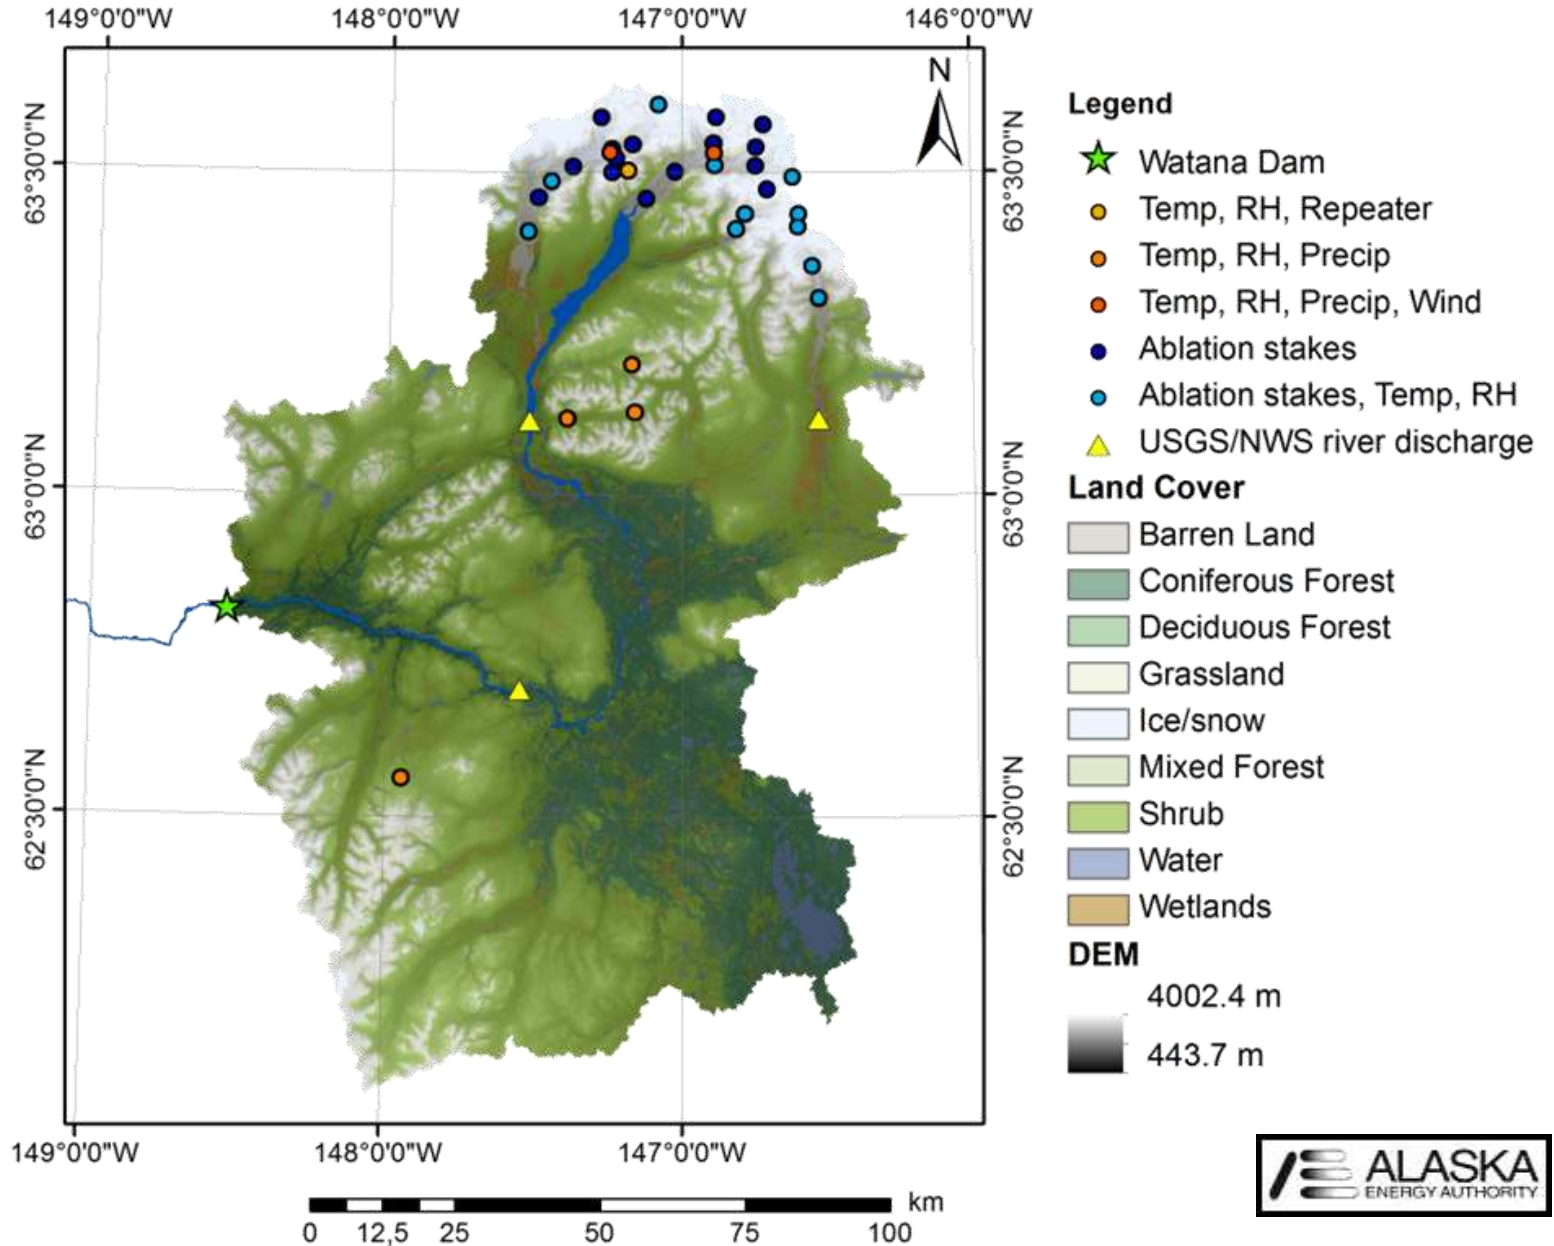 149°0'0"W 148°0'0"W 147°0'0"W 146°0'0"W
N
63°30'0"N
63°0'0"N
62°30'0"N
63°30'0"N
63°0'0"N
62°30'0"N
149°0'0"W 148°0'0"W 147°0'0"W
km
0 12,5 25 50 75 100
Legend
Watana Dam
Temp, RH, Repeater
Temp, RH, Precip
Temp, RH, Precip, Wind
Ablation stakes
Ablation stakes, Temp, RH
USGS/NWS river discharge
Land Cover
Barren Land
Coniferous Forest
Deciduous Forest
Grassland
Ice/snow
Mixed Forest
Shrub
Water
Wetlands
DEM
4002.4 m
443.7 m
ALASKA
ENERGY AUTHORITY